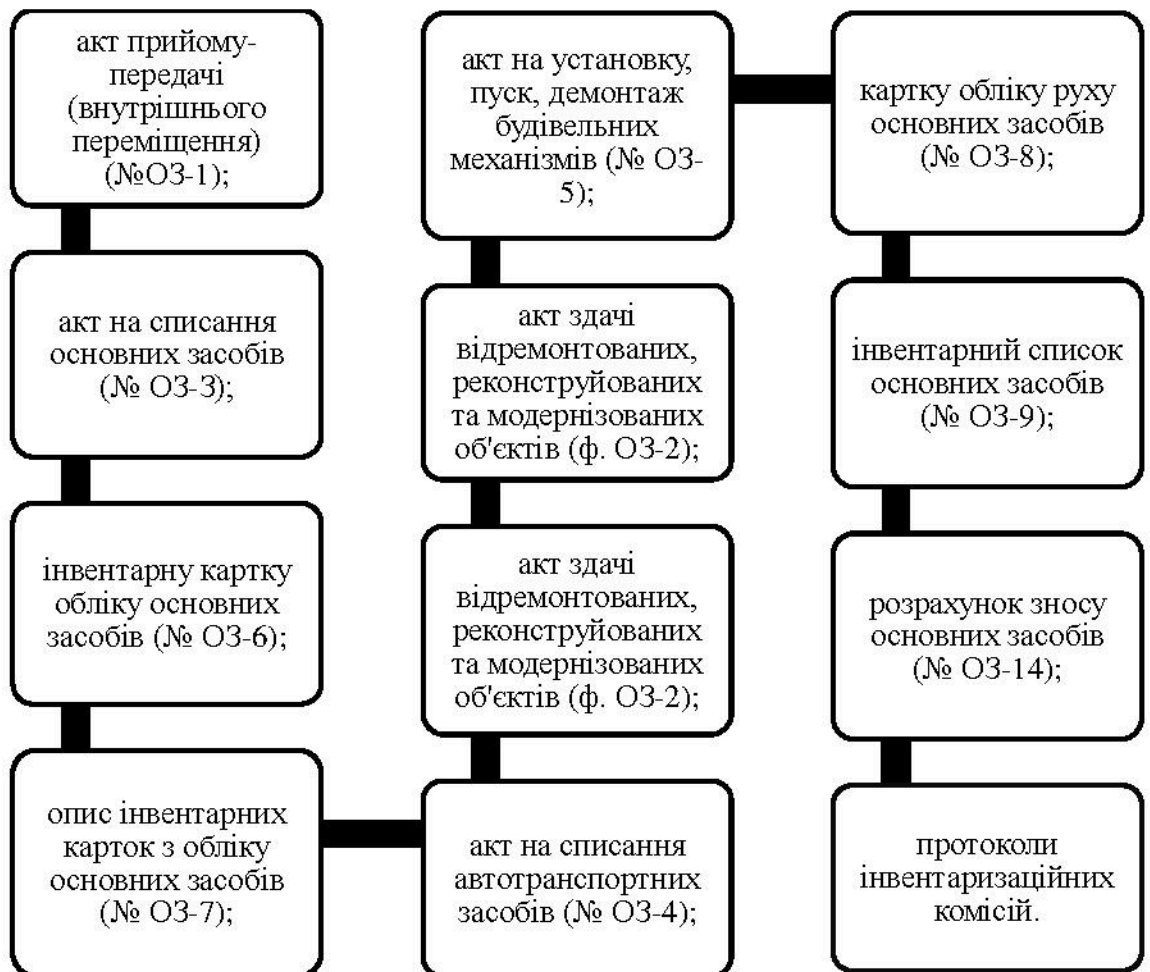 акт прийому-
передачі
(внутрішнього
переміщення)
(№ОЗ-1);
акт на списання
основних засобів
(№ ОЗ-3);
інвентарну картку
обліку основних
засобів (№ ОЗ-6);
опис інвентарних
карток з обліку
основних засобів
(№ ОЗ-7);
акт на списання
автотранспортних
засобів (№ ОЗ-4);
акт здачі
відремонтованих,
реконструйованих
та модернізованих
об'єктів (ф. ОЗ-2);
акт здачі
відремонтованих,
реконструйованих
та модернізованих
об'єктів (ф. ОЗ-2);
акт на установку,
пуск, демонтаж
будівельних
механізмів (№ ОЗ-
5);
картку обліку руху
основних засобів
(№ ОЗ-8);
інвентарний список
основних засобів
(№ ОЗ-9);
розрахунок зносу
основних засобів
(№ ОЗ-14);
протоколи
інвентаризаційних
комісій.